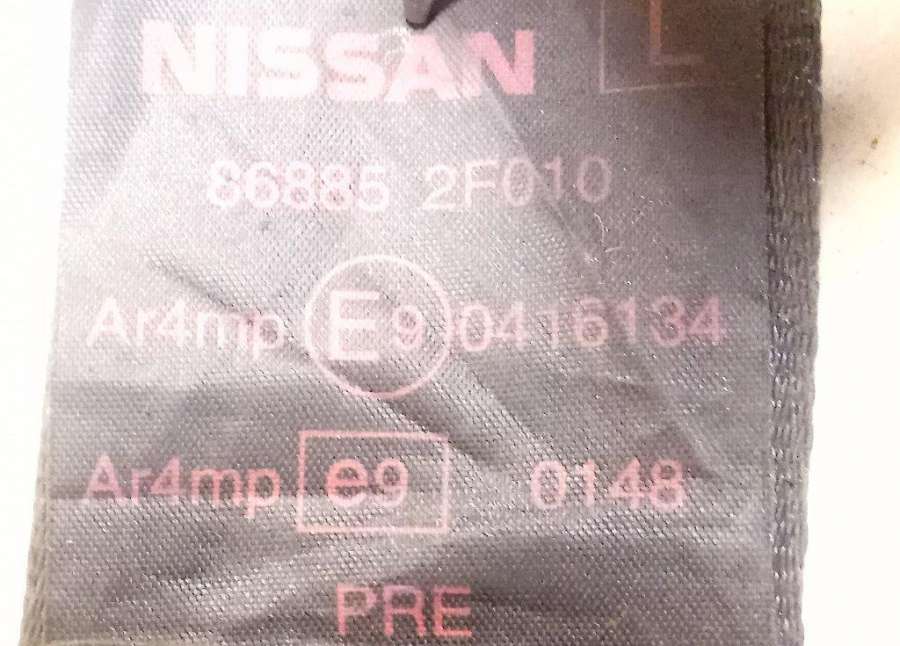 NISSAN L
86885 2F010
Ar4mp E9 0416134
Ar4mp e9 0148
PRE